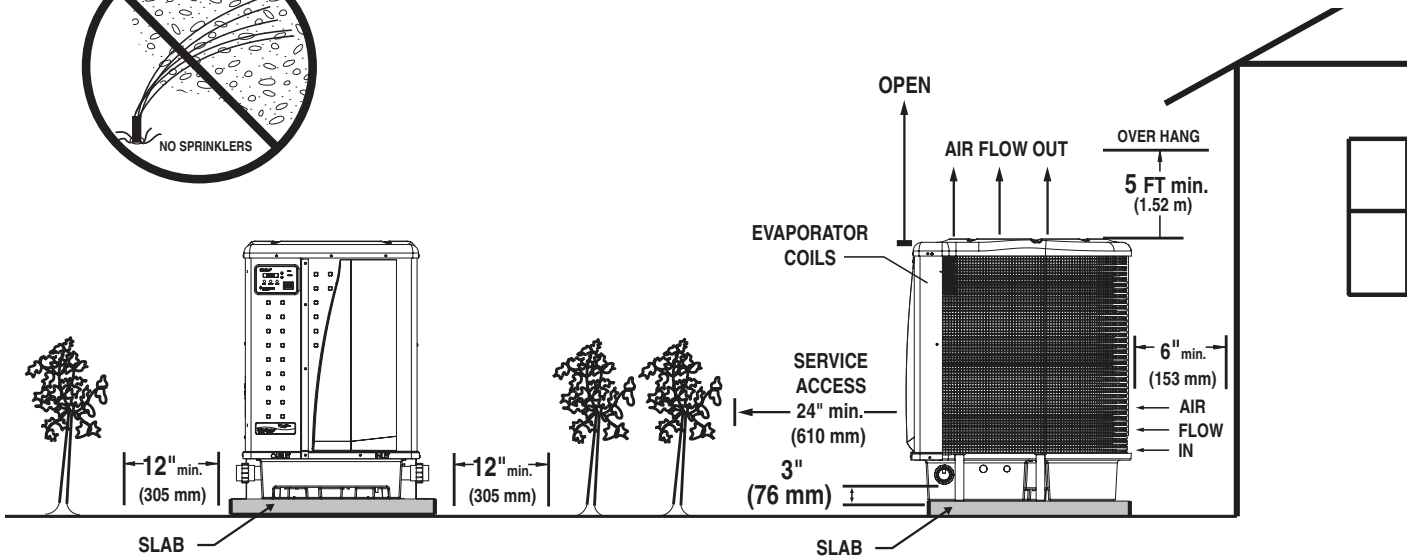 NO SPRINKLERS
OPEN
AIR FLOW OUT
OVER HANG
5 FT min.
(1.52 m)
EVAPORATOR
COILS
SERVICE
ACCESS
24" min.
(610 mm)
6" min.
(153 mm)
AIR
FLOW
IN
12" min.
(305 mm)
12" min.
(305 mm)
3"
(76 mm)
OUTLET
INLET
SLAB
SLAB